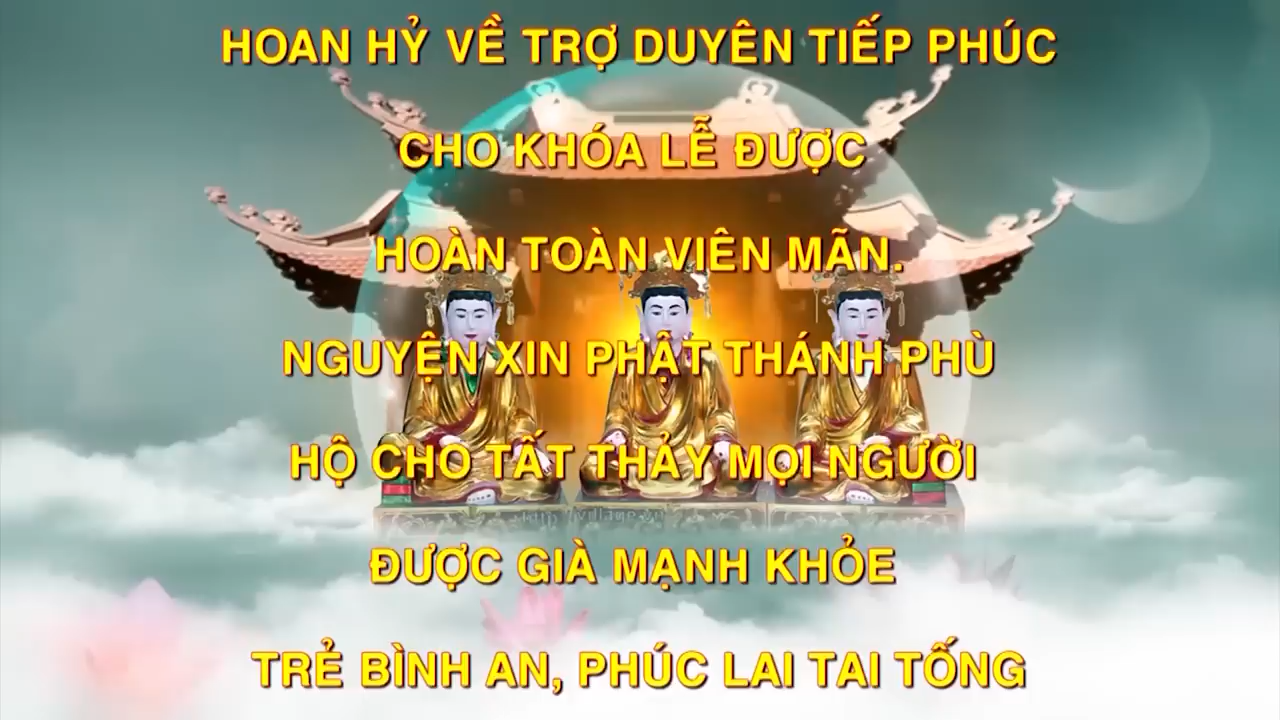 HOAN HỶ VỀ TRỢ DUYÊN TIẾP PHÚC
CHO KHÓA LỄ ĐƯỢC
HOÀN TOÀN VIÊN MÃN.
NGUYỆN XIN PHẬT THÁNH PHÙ
HỘ CHO TẤT THẢY MỌI NGƯỜI
ĐƯỢC GIÀ MẠNH KHỎE
TRẺ BÌNH AN, PHÚC LAI TAI TỐNG